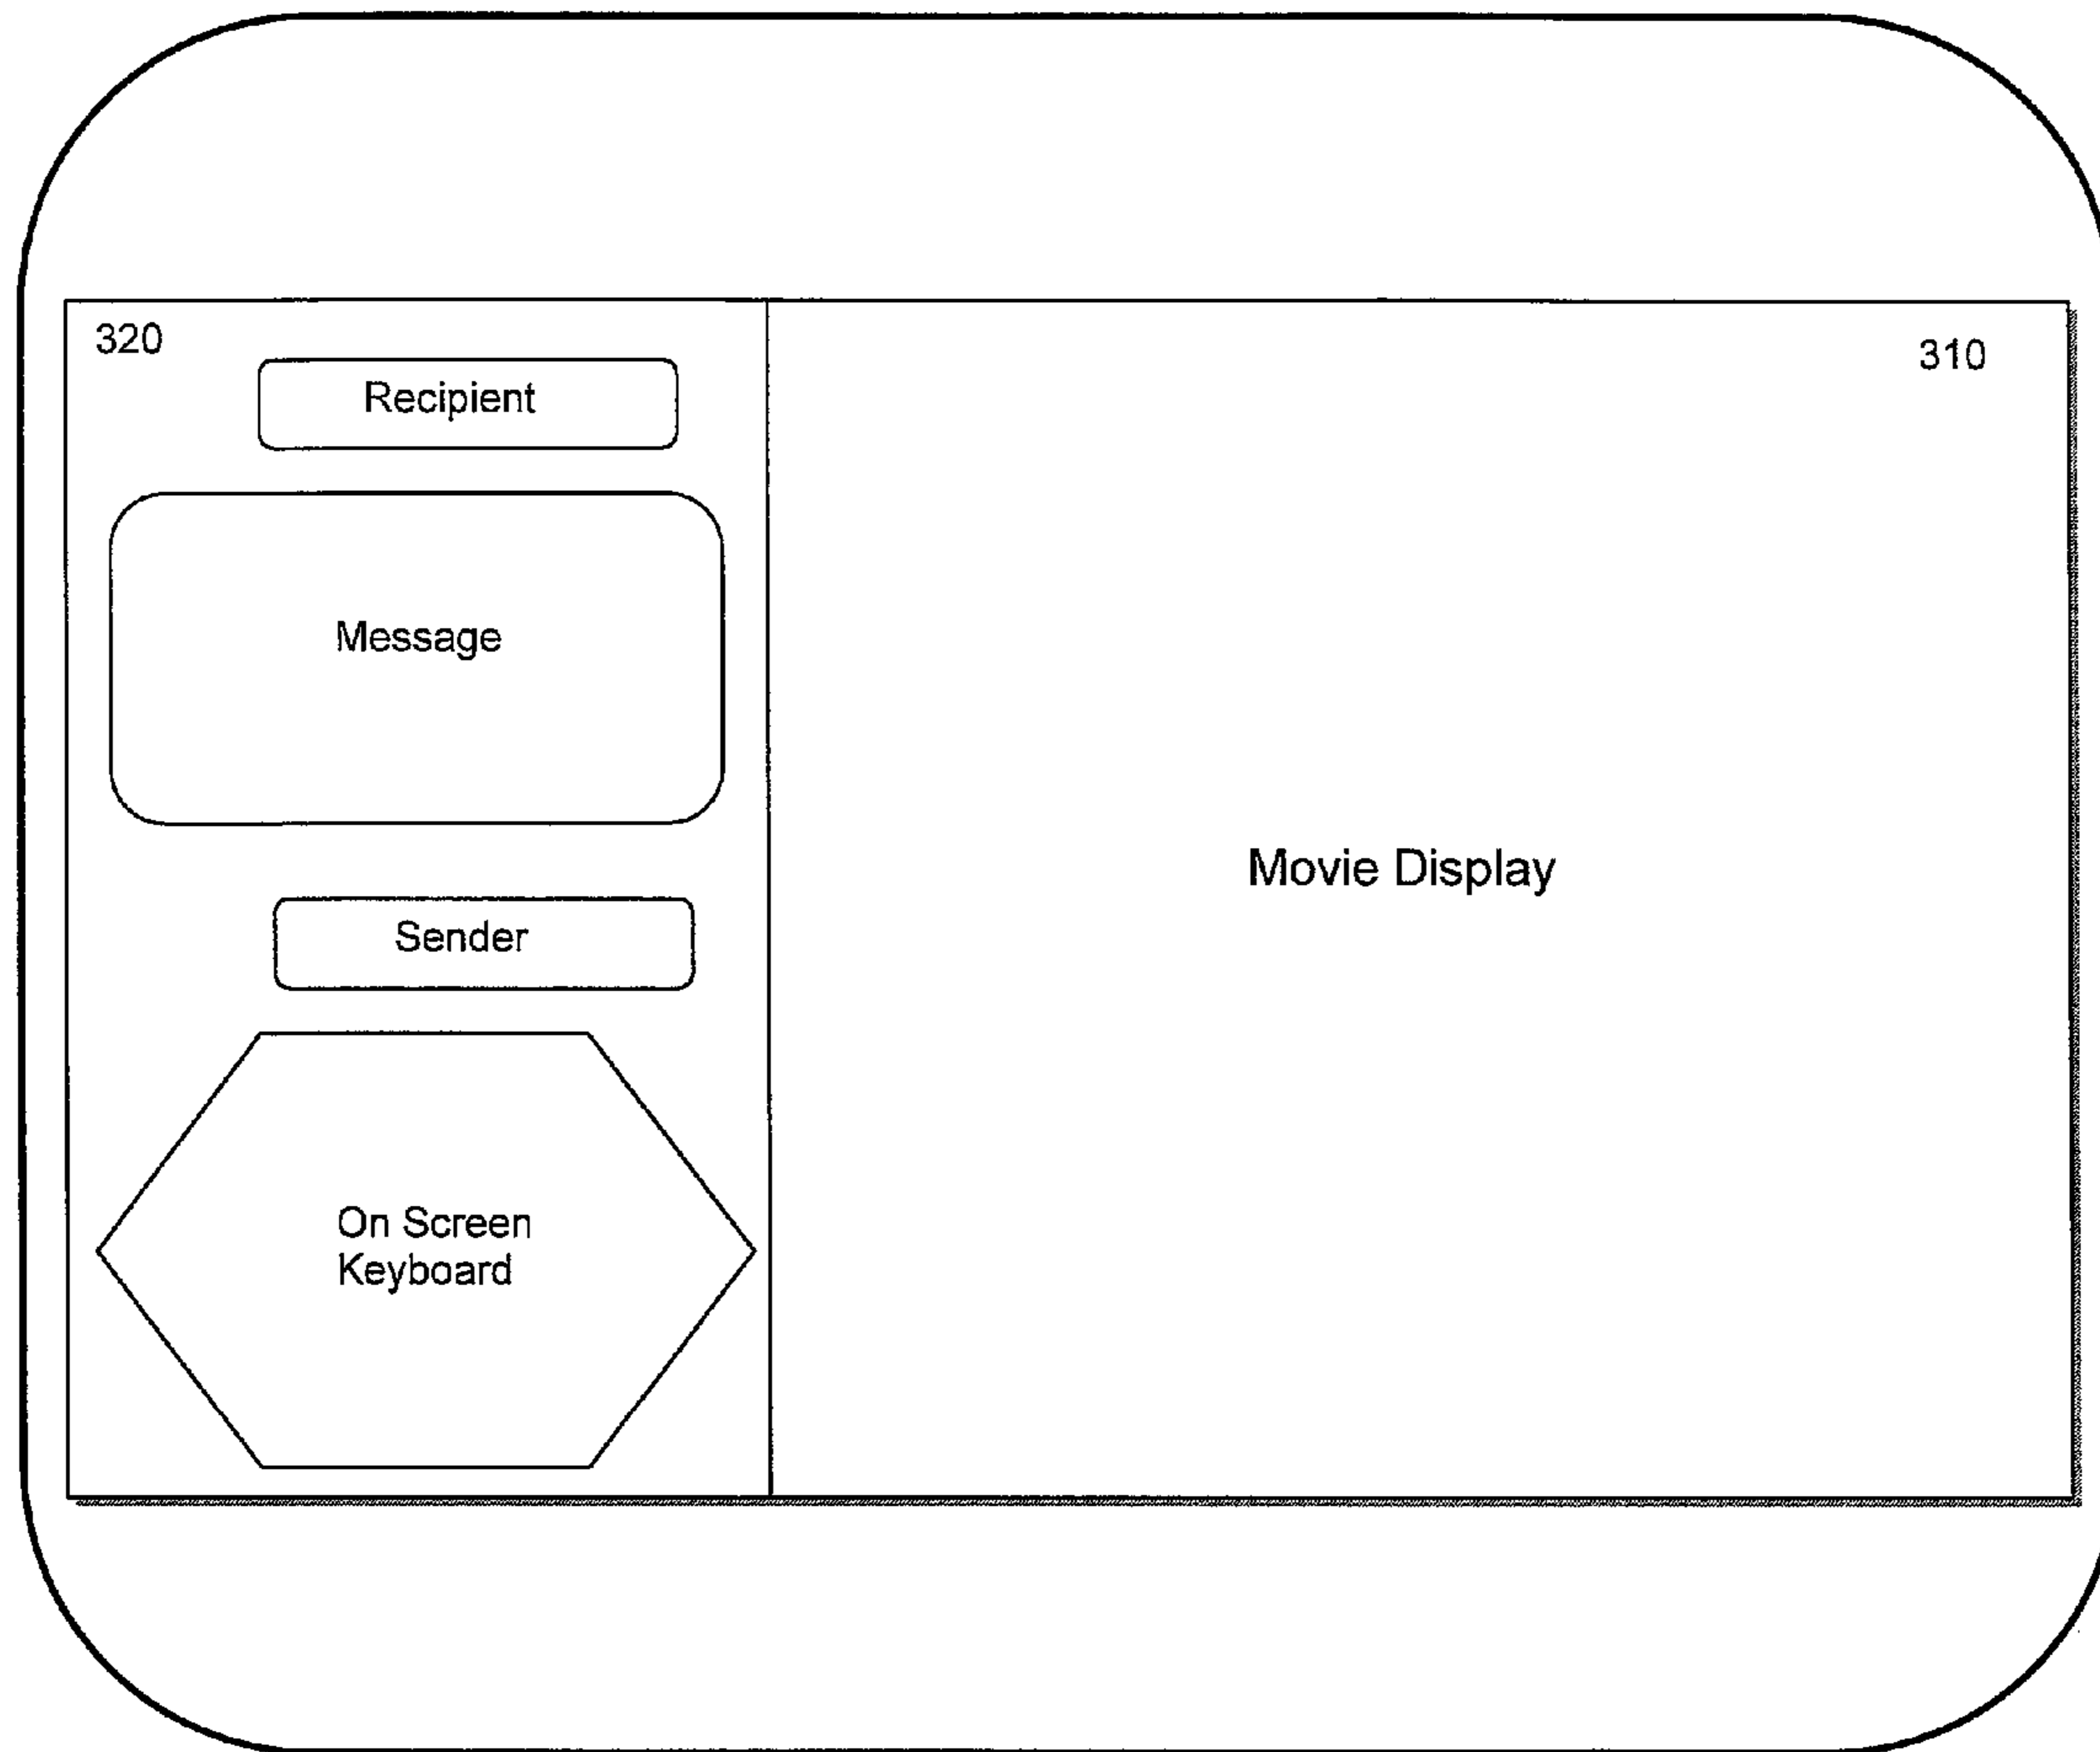 320
Recipient
Message
Sender
On Screen
Keyboard
310
Movie Display